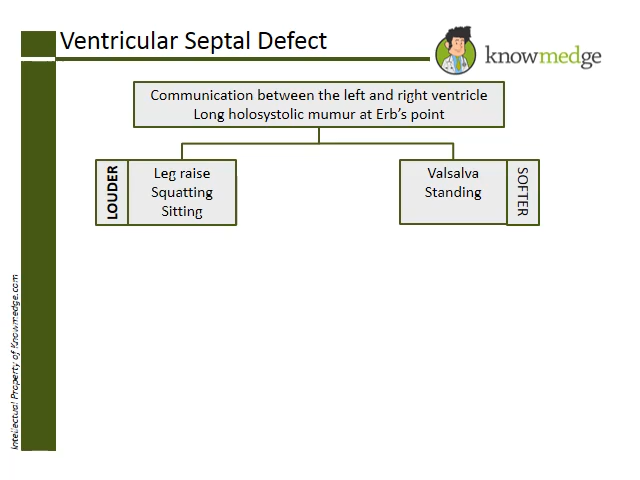 Ventricular Septal Defect
knowmedge
Communication between the left and right ventricle
Long holosystolic mumur at Erb's point
LOUDER
Leg raise
Squatting
Sitting
Valsalva
Standing
SOFTER
Intellectual Property of Knowmedge.com